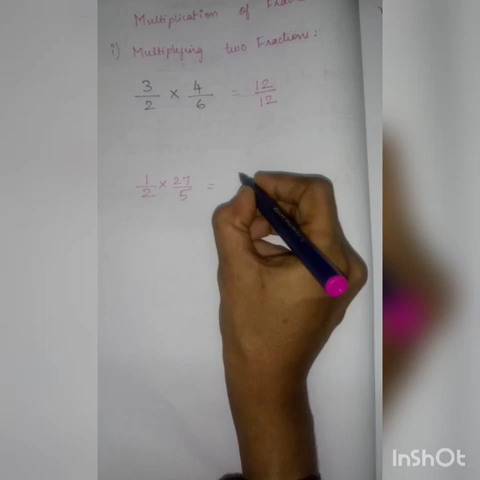 Multiplication of
i) Multiplying two Fractions:
3/2 × 4/6 = 12/12
1/2 × 27/5 =
InShOt